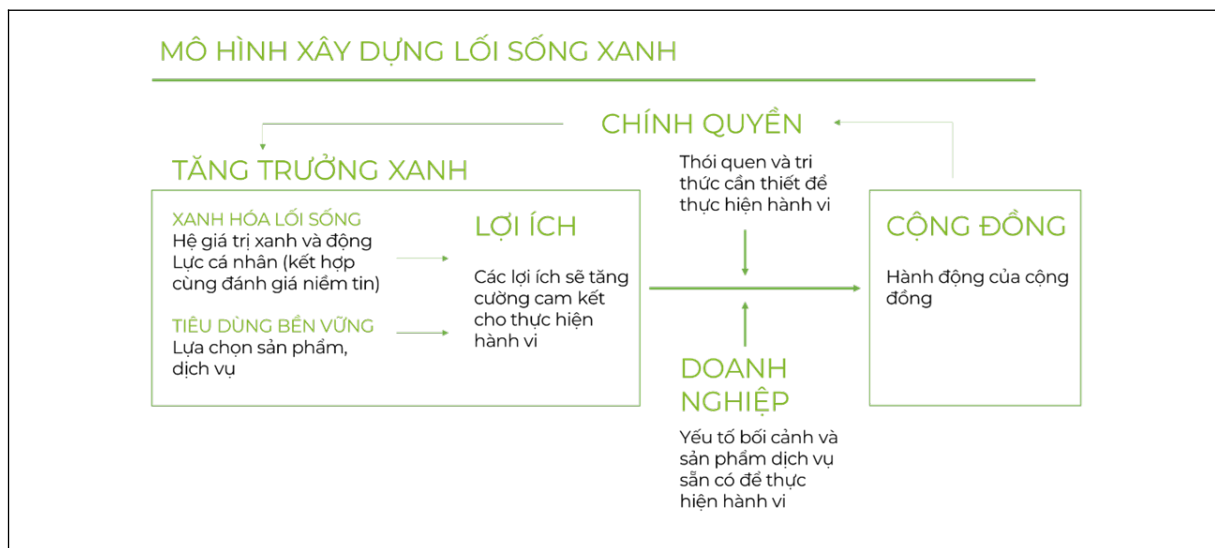 MÔ HÌNH XÂY DỰNG LỐI SỐNG XANH
CHÍNH QUYỀN
Thói quen và tri
thức cần thiết để
thực hiện hành vi
TĂNG TRƯỞNG XANH
XANH HÓA LỐI SỐNG
Hệ giá trị xanh và động
Lực cá nhân (kết hợp
cùng đánh giá niềm tin)
TIÊU DÙNG BỀN VỮNG
Lựa chọn sản phẩm,
dịch vụ
LỢI ÍCH
Các lợi ích sẽ tăng
cường cam kết
cho thực hiện
hành vi
DOANH
NGHIỆP
Yếu tố bối cảnh và
sản phẩm dịch vụ
sẵn có để thực
hiện hành vi
CỘNG ĐỒNG
Hành động của cộng
đồng